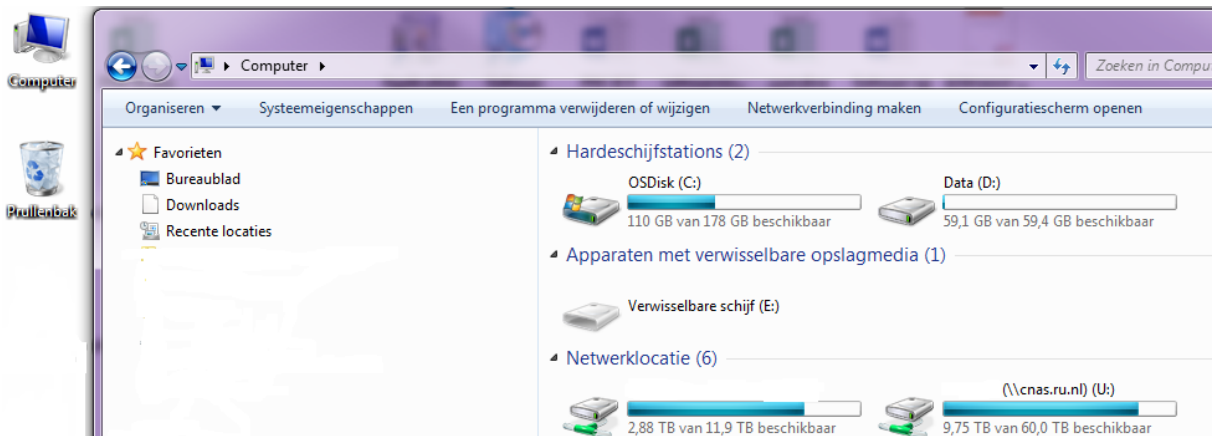 Computer
Prullenbak
Computer
Zoeken in Compu
Organiseren
Systeemeigenschappen
Een programma verwijderen of wijzigen
Netwerkverbinding maken
Configuratiescherm openen
Favorieten
Bureaublad
Downloads
Recente locaties
Hardeschijfstations (2)
OSDisk (C:)
110 GB van 178 GB beschikbaar
Data (D:)
59,1 GB van 59,4 GB beschikbaar
Apparaten met verwisselbare opslagmedia (1)
Verwisselbare schijf (E:)
Netwerklocatie (6)
2,88 TB van 11,9 TB beschikbaar
(\\cnas.ru.nl) (U:)
9,75 TB van 60,0 TB beschikbaar